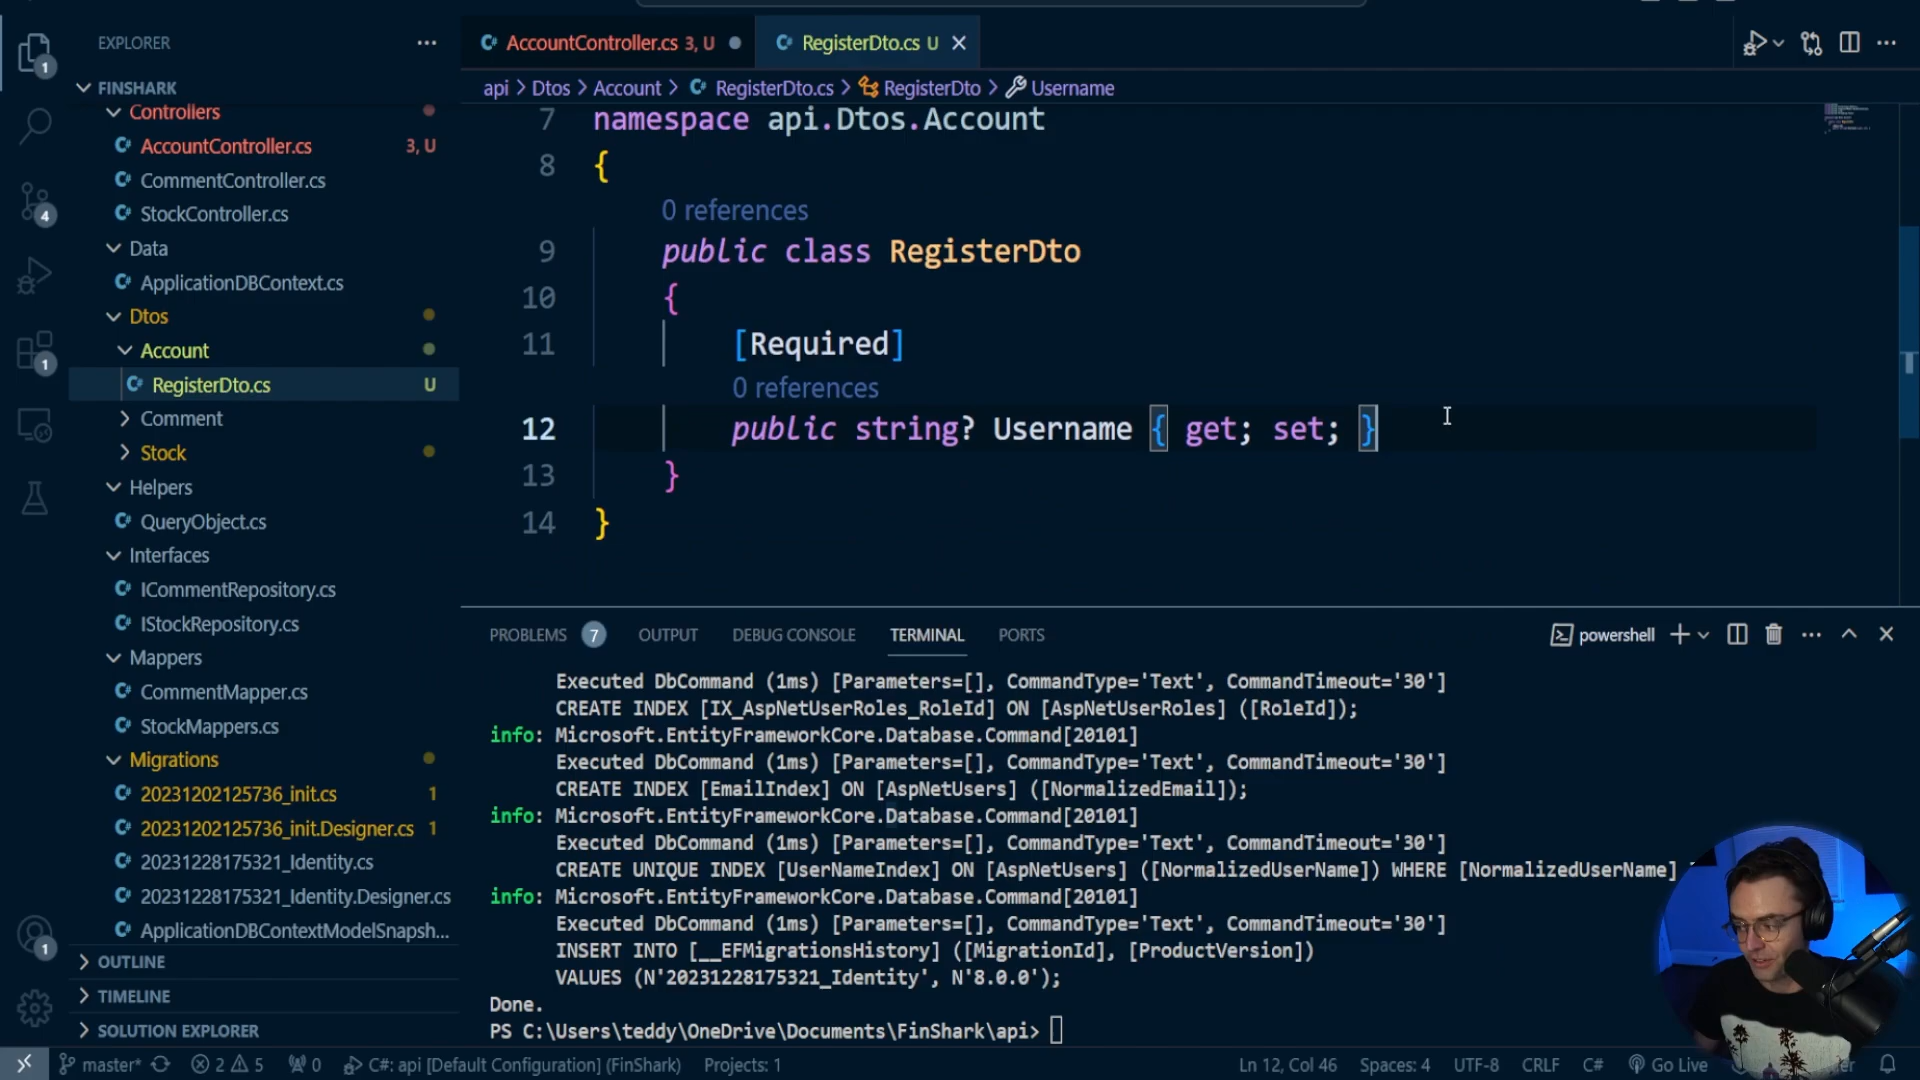 EXPLORER
FINSHARK
Controllers
AccountController.cs 3, U
CommentController.cs
StockController.cs
Data
ApplicationDBContext.cs
Dtos
Account
RegisterDto.cs U
Comment
Stock
Helpers
QueryObject.cs
Interfaces
ICommentRepository.cs
IStockRepository.cs
Mappers
CommentMapper.cs
StockMappers.cs
Migrations
20231202125736_init.cs 1
20231202125736_init.Designer.cs 1
20231228175321_Identity.cs
20231228175321_Identity.Designer.cs
ApplicationDBContextModelSnapsh...
OUTLINE
TIMELINE
SOLUTION EXPLORER
1
4
1
1
AccountController.cs 3, U
RegisterDto.cs U
api > Dtos > Account > RegisterDto.cs > RegisterDto > Username
7 namespace api.Dtos.Account
8 {
0 references
9 public class RegisterDto
10 {
11 [Required]
0 references
12 public string? Username { get; set; }
13 }
14 }
PROBLEMS 7 OUTPUT DEBUG CONSOLE TERMINAL PORTS
powershell
Executed DbCommand (1ms) [Parameters=[], CommandType='Text', CommandTimeout='30']
CREATE INDEX [IX_AspNetUserRoles_RoleId] ON [AspNetUserRoles] ([RoleId]);
info: Microsoft.EntityFrameworkCore.Database.Command[20101]
Executed DbCommand (1ms) [Parameters=[], CommandType='Text', CommandTimeout='30']
CREATE INDEX [EmailIndex] ON [AspNetUsers] ([NormalizedEmail]);
info: Microsoft.EntityFrameworkCore.Database.Command[20101]
Executed DbCommand (1ms) [Parameters=[], CommandType='Text', CommandTimeout='30']
CREATE UNIQUE INDEX [UserNameIndex] ON [AspNetUsers] ([NormalizedUserName]) WHERE [NormalizedUserName]
info: Microsoft.EntityFrameworkCore.Database.Command[20101]
Executed DbCommand (1ms) [Parameters=[], CommandType='Text', CommandTimeout='30']
INSERT INTO [__EFMigrationsHistory] ([MigrationId], [ProductVersion])
VALUES (N'20231228175321_Identity', N'8.0.0');
Done.
PS C:\Users\teddy\OneDrive\Documents\FinShark\api>
master* 2 5 0 C#: api [Default Configuration] (FinShark) Projects: 1 Ln 12, Col 46 Spaces: 4 UTF-8 CRLF C# Go Live